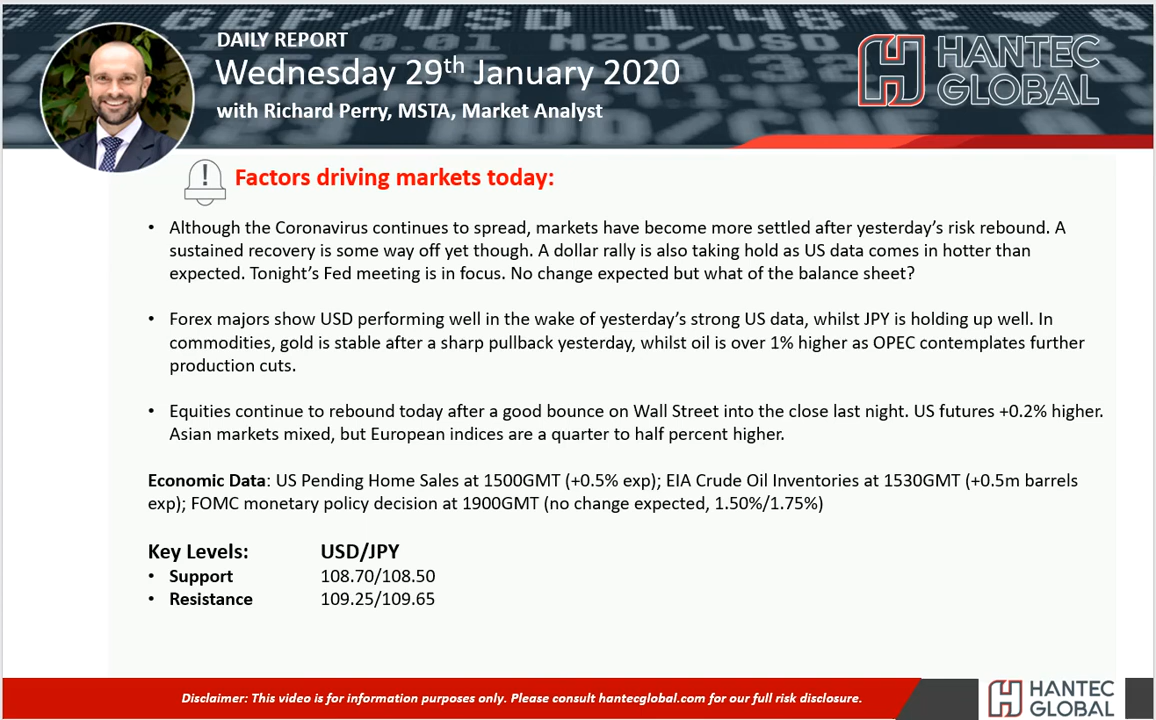 DAILY REPORT
Wednesday 29th January 2020
with Richard Perry, MSTA, Market Analyst
HANTEC
GLOBAL
Factors driving markets today:
• Although the Coronavirus continues to spread, markets have become more settled after yesterday’s risk rebound. A
sustained recovery is some way off yet though. A dollar rally is also taking hold as US data comes in hotter than
expected. Tonight’s Fed meeting is in focus. No change expected but what of the balance sheet?
• Forex majors show USD performing well in the wake of yesterday’s strong US data, whilst JPY is holding up well. In
commodities, gold is stable after a sharp pullback yesterday, whilst oil is over 1% higher as OPEC contemplates further
production cuts.
• Equities continue to rebound today after a good bounce on Wall Street into the close last night. US futures +0.2% higher.
Asian markets mixed, but European indices are a quarter to half percent higher.
Economic Data: US Pending Home Sales at 1500GMT (+0.5% exp); EIA Crude Oil Inventories at 1530GMT (+0.5m barrels
exp); FOMC monetary policy decision at 1900GMT (no change expected, 1.50%/1.75%)
Key Levels: USD/JPY
• Support 108.70/108.50
• Resistance 109.25/109.65
Disclaimer: This video is for information purposes only. Please consult hantecglobal.com for our full risk disclosure.
HANTEC
GLOBAL